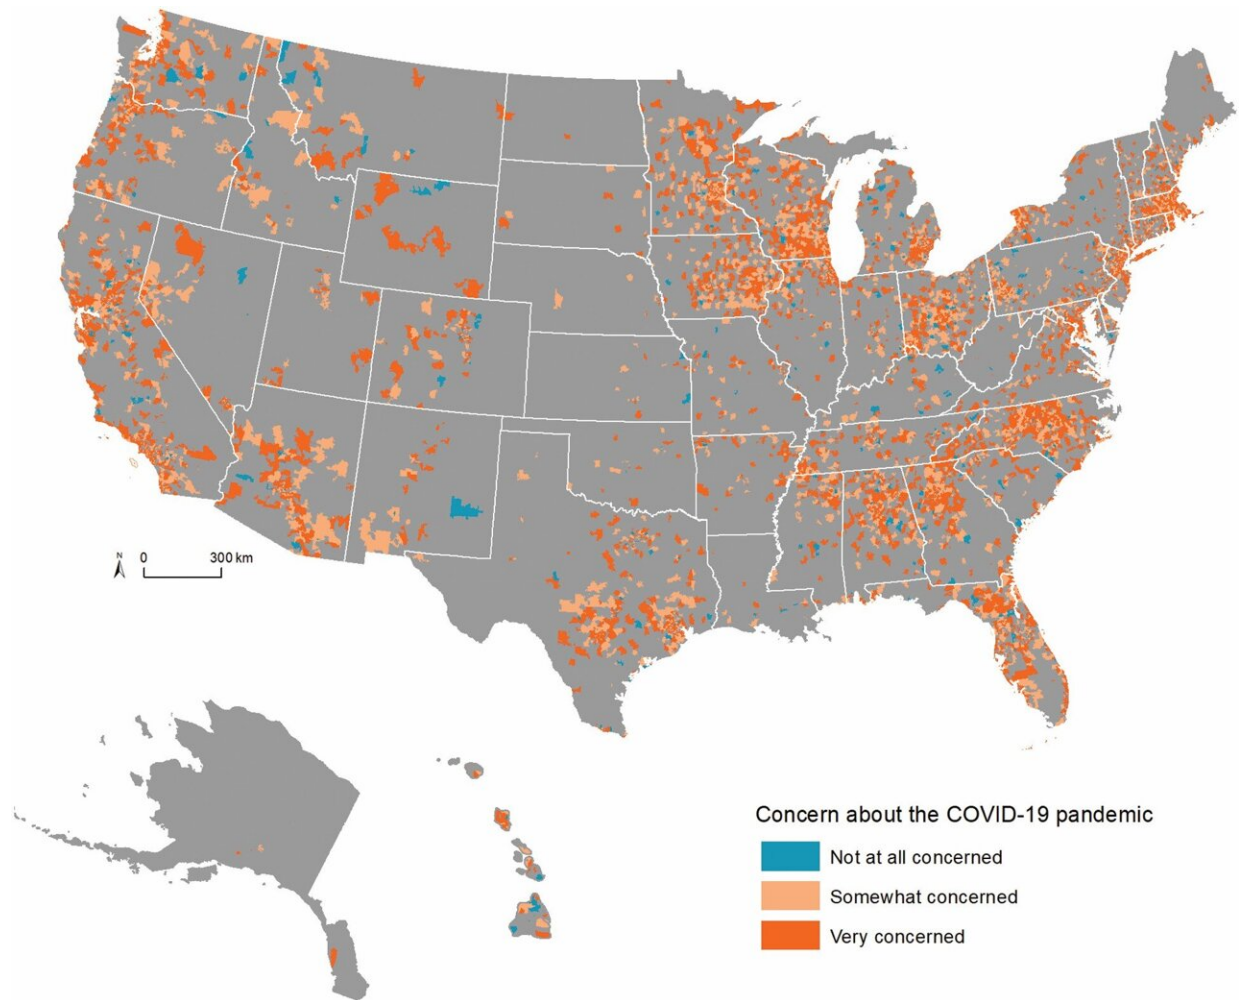 N
0 300 km
Concern about the COVID-19 pandemic
Not at all concerned
Somewhat concerned
Very concerned